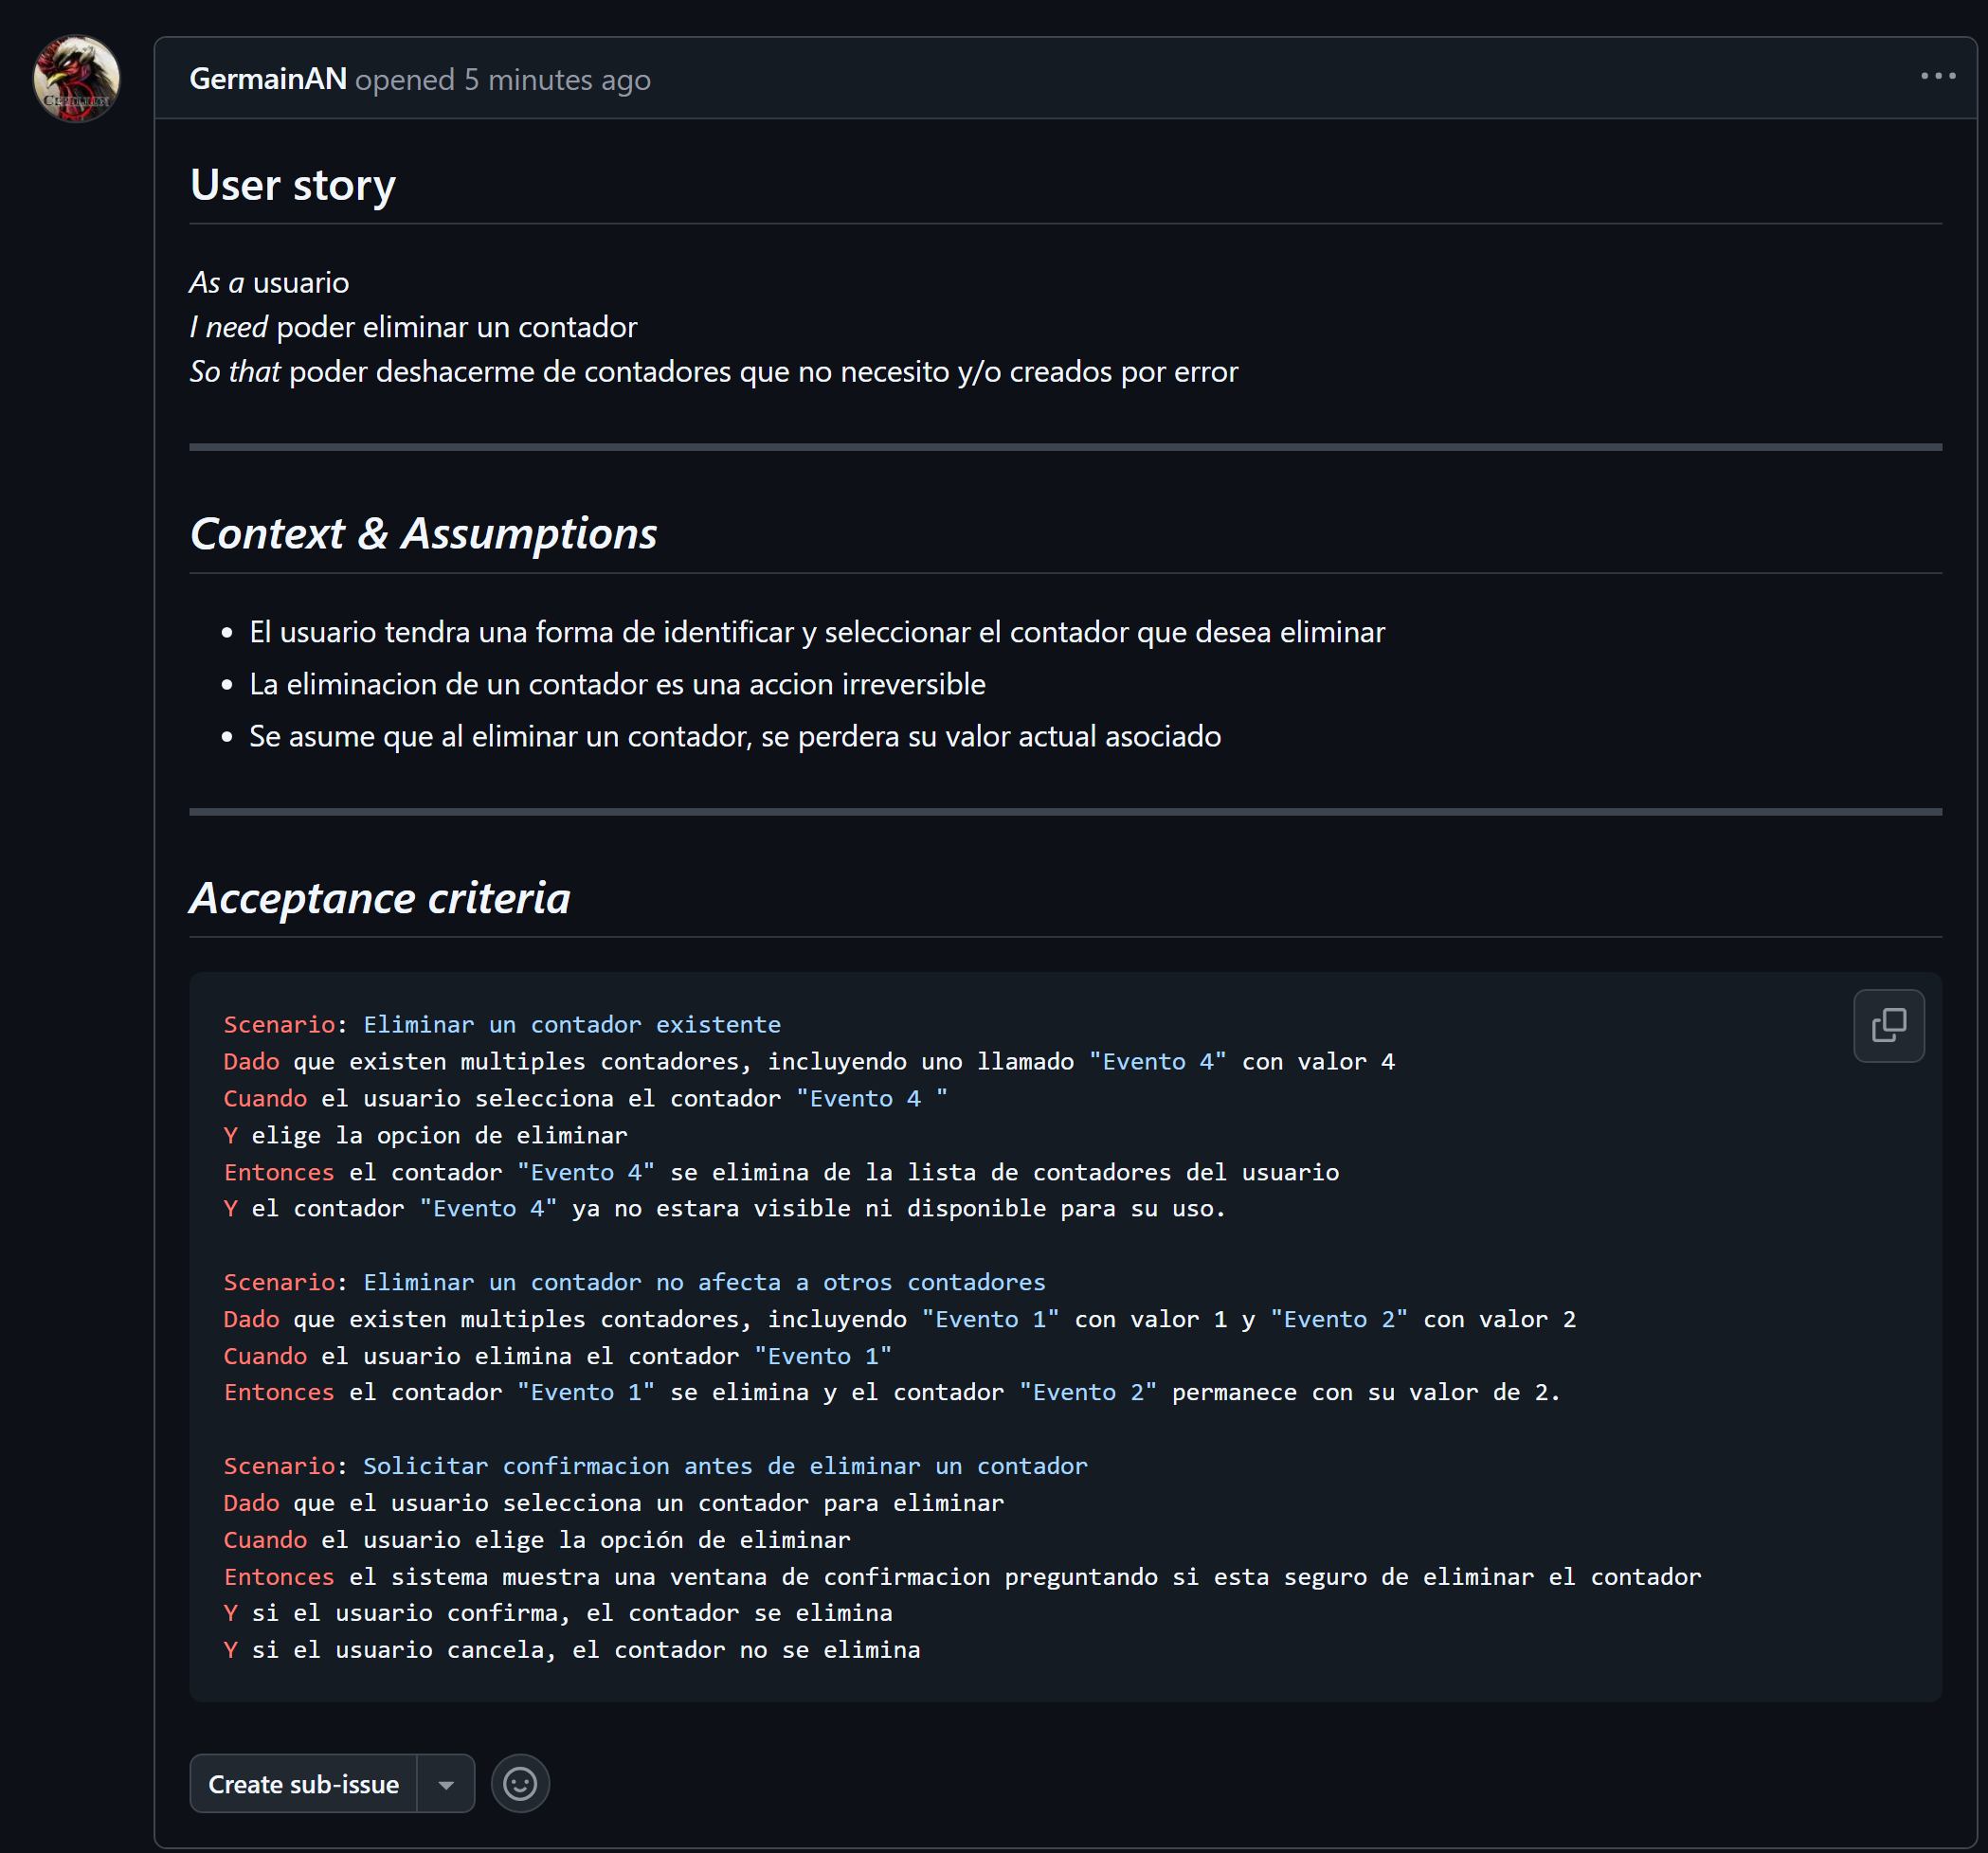 GermainAN opened 5 minutes ago
User story
As a usuario
I need poder eliminar un contador
So that poder deshacerme de contadores que no necesito y/o creados por error
Context & Assumptions
El usuario tendra una forma de identificar y seleccionar el contador que desea eliminar
La eliminacion de un contador es una accion irreversible
Se asume que al eliminar un contador, se perdera su valor actual asociado
Acceptance criteria
Scenario: Eliminar un contador existente
Dado que existen multiples contadores, incluyendo uno llamado "Evento 4" con valor 4
Cuando el usuario selecciona el contador "Evento 4 "
Y elige la opcion de eliminar
Entonces el contador "Evento 4" se elimina de la lista de contadores del usuario
Y el contador "Evento 4" ya no estara visible ni disponible para su uso.
Scenario: Eliminar un contador no afecta a otros contadores
Dado que existen multiples contadores, incluyendo "Evento 1" con valor 1 y "Evento 2" con valor 2
Cuando el usuario elimina el contador "Evento 1"
Entonces el contador "Evento 1" se elimina y el contador "Evento 2" permanece con su valor de 2.
Scenario: Solicitar confirmacion antes de eliminar un contador
Dado que el usuario selecciona un contador para eliminar
Cuando el usuario elige la opción de eliminar
Entonces el sistema muestra una ventana de confirmacion preguntando si esta seguro de eliminar el contador
Y si el usuario confirma, el contador se elimina
Y si el usuario cancela, el contador no se elimina
Create sub-issue